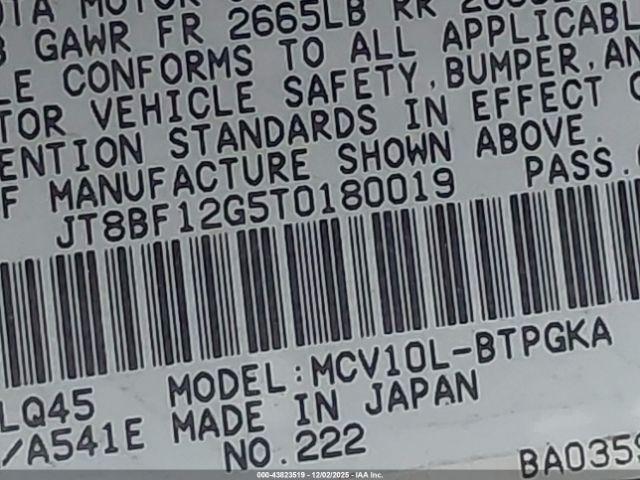 MOTOR
GAWR FR 2665LB RR
CONFORMS TO ALL APPLICABL
TOR VEHICLE SAFETY, BUMPER, AN
ENTION STANDARDS IN EFFECT
F MANUFACTURE SHOWN ABOVE.
JT8BF12G5T0180019 PASS.
LQ45 MODEL:MCV10L-BTPGKA
/A541E MADE IN JAPAN
NO.222 BA0359
000-43823519 - 12/02/2025 - IAA Inc.